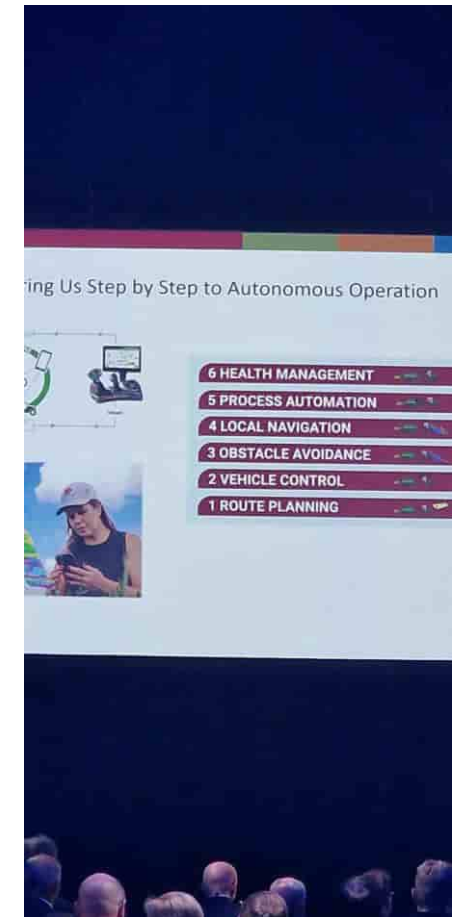 ing Us Step by Step to Autonomous Operation
6 HEALTH MANAGEMENT
5 PROCESS AUTOMATION
4 LOCAL NAVIGATION
3 OBSTACLE AVOIDANCE
2 VEHICLE CONTROL
1 ROUTE PLANNING